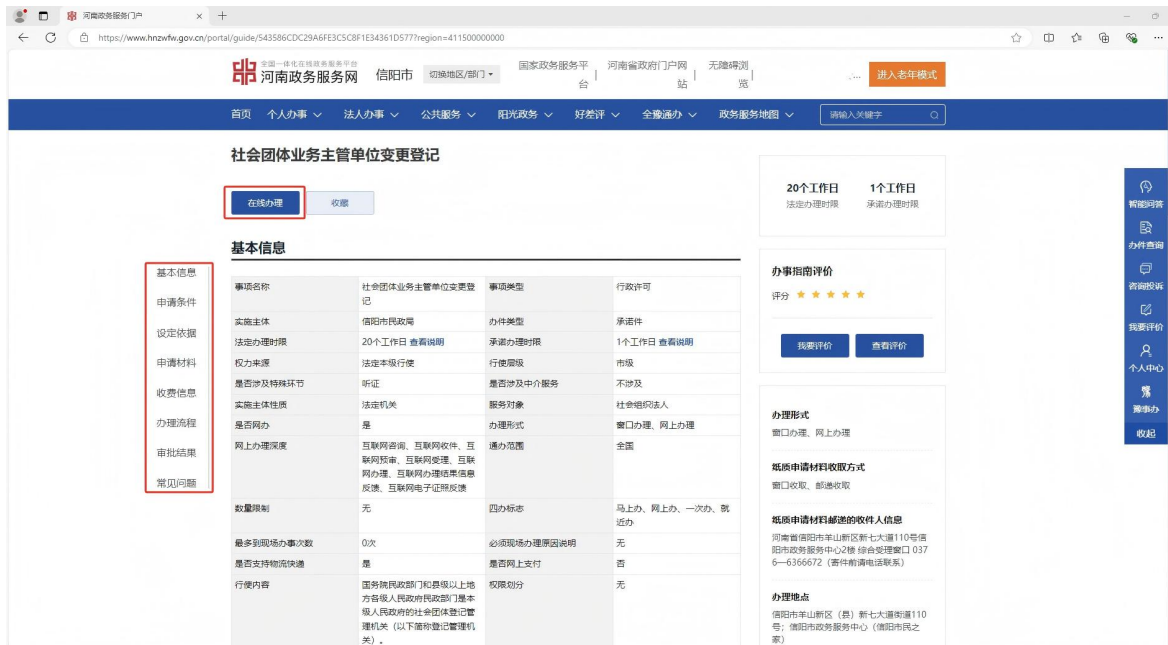 河南政务服务门户
https://www.hnzwfw.gov.cn/portal/guide/543586CDC29A6FE3C5C8F1E34361D577?region=411500000000
全国一体化在线政务服务平台
河南政务服务网
信阳市
切换地区/部门
国家政务服务平台
河南省政府门户网站
无障碍浏览
进入老年模式
首页 个人办事 法人办事 公共服务 阳光政务 好差评 全豫通办 政务服务地图
请输入关键字
社会团体业务主管单位变更登记
在线办理 收藏
基本信息
申请条件
设定依据
申请材料
收费信息
办理流程
审批结果
常见问题
基本信息
事项名称 社会团体业务主管单位变更登 事项类型 行政许可
记
实施主体 信阳市民政局 办件类型 承诺件
法定办理时限 20个工作日 查看说明 承诺办理时限 1个工作日 查看说明
权力来源 法定本级行使 行使层级 市级
是否涉及特殊环节 听证 是否涉及中介服务 不涉及
实施主体性质 法定机关 服务对象 社会组织法人
是否网办 是 办理形式 窗口办理、网上办理
网上办理深度 互联网咨询、互联网收件、互 通办范围 全国
联网预审、互联网受理、互联
网办理、互联网办理结果信息
反馈、互联网电子证照反馈
数量限制 无 四办标志 马上办、网上办、一次办、就
近办
最多到现场办事次数 0次 必须现场办理原因说明 无
是否支持物流快递 是 是否网上支付 否
行使内容 国务院民政部门和县级以上地 权限划分 无
方各级人民政府民政部门是本
级人民政府的社会团体登记管
理机关（以下简称登记管理机
关）.
20个工作日 1个工作日
法定办理时限 承诺办理时限
办事指南评价
评分
我要评价 查看评价
办理形式
窗口办理、网上办理
纸质申请材料收取方式
窗口收取、邮递收取
纸质申请材料邮递的收件人信息
河南省信阳市羊山新区新七大道110号信
阳市政务服务中心2楼 综合受理窗口 037
6—6366672（寄件前请电话联系）
办理地点
信阳市羊山新区（县）新七大道街道110
号；信阳市政务服务中心（信阳市民之
家）
智能问答
办件查询
咨询投诉
我要评价
个人中心
豫事办
收起